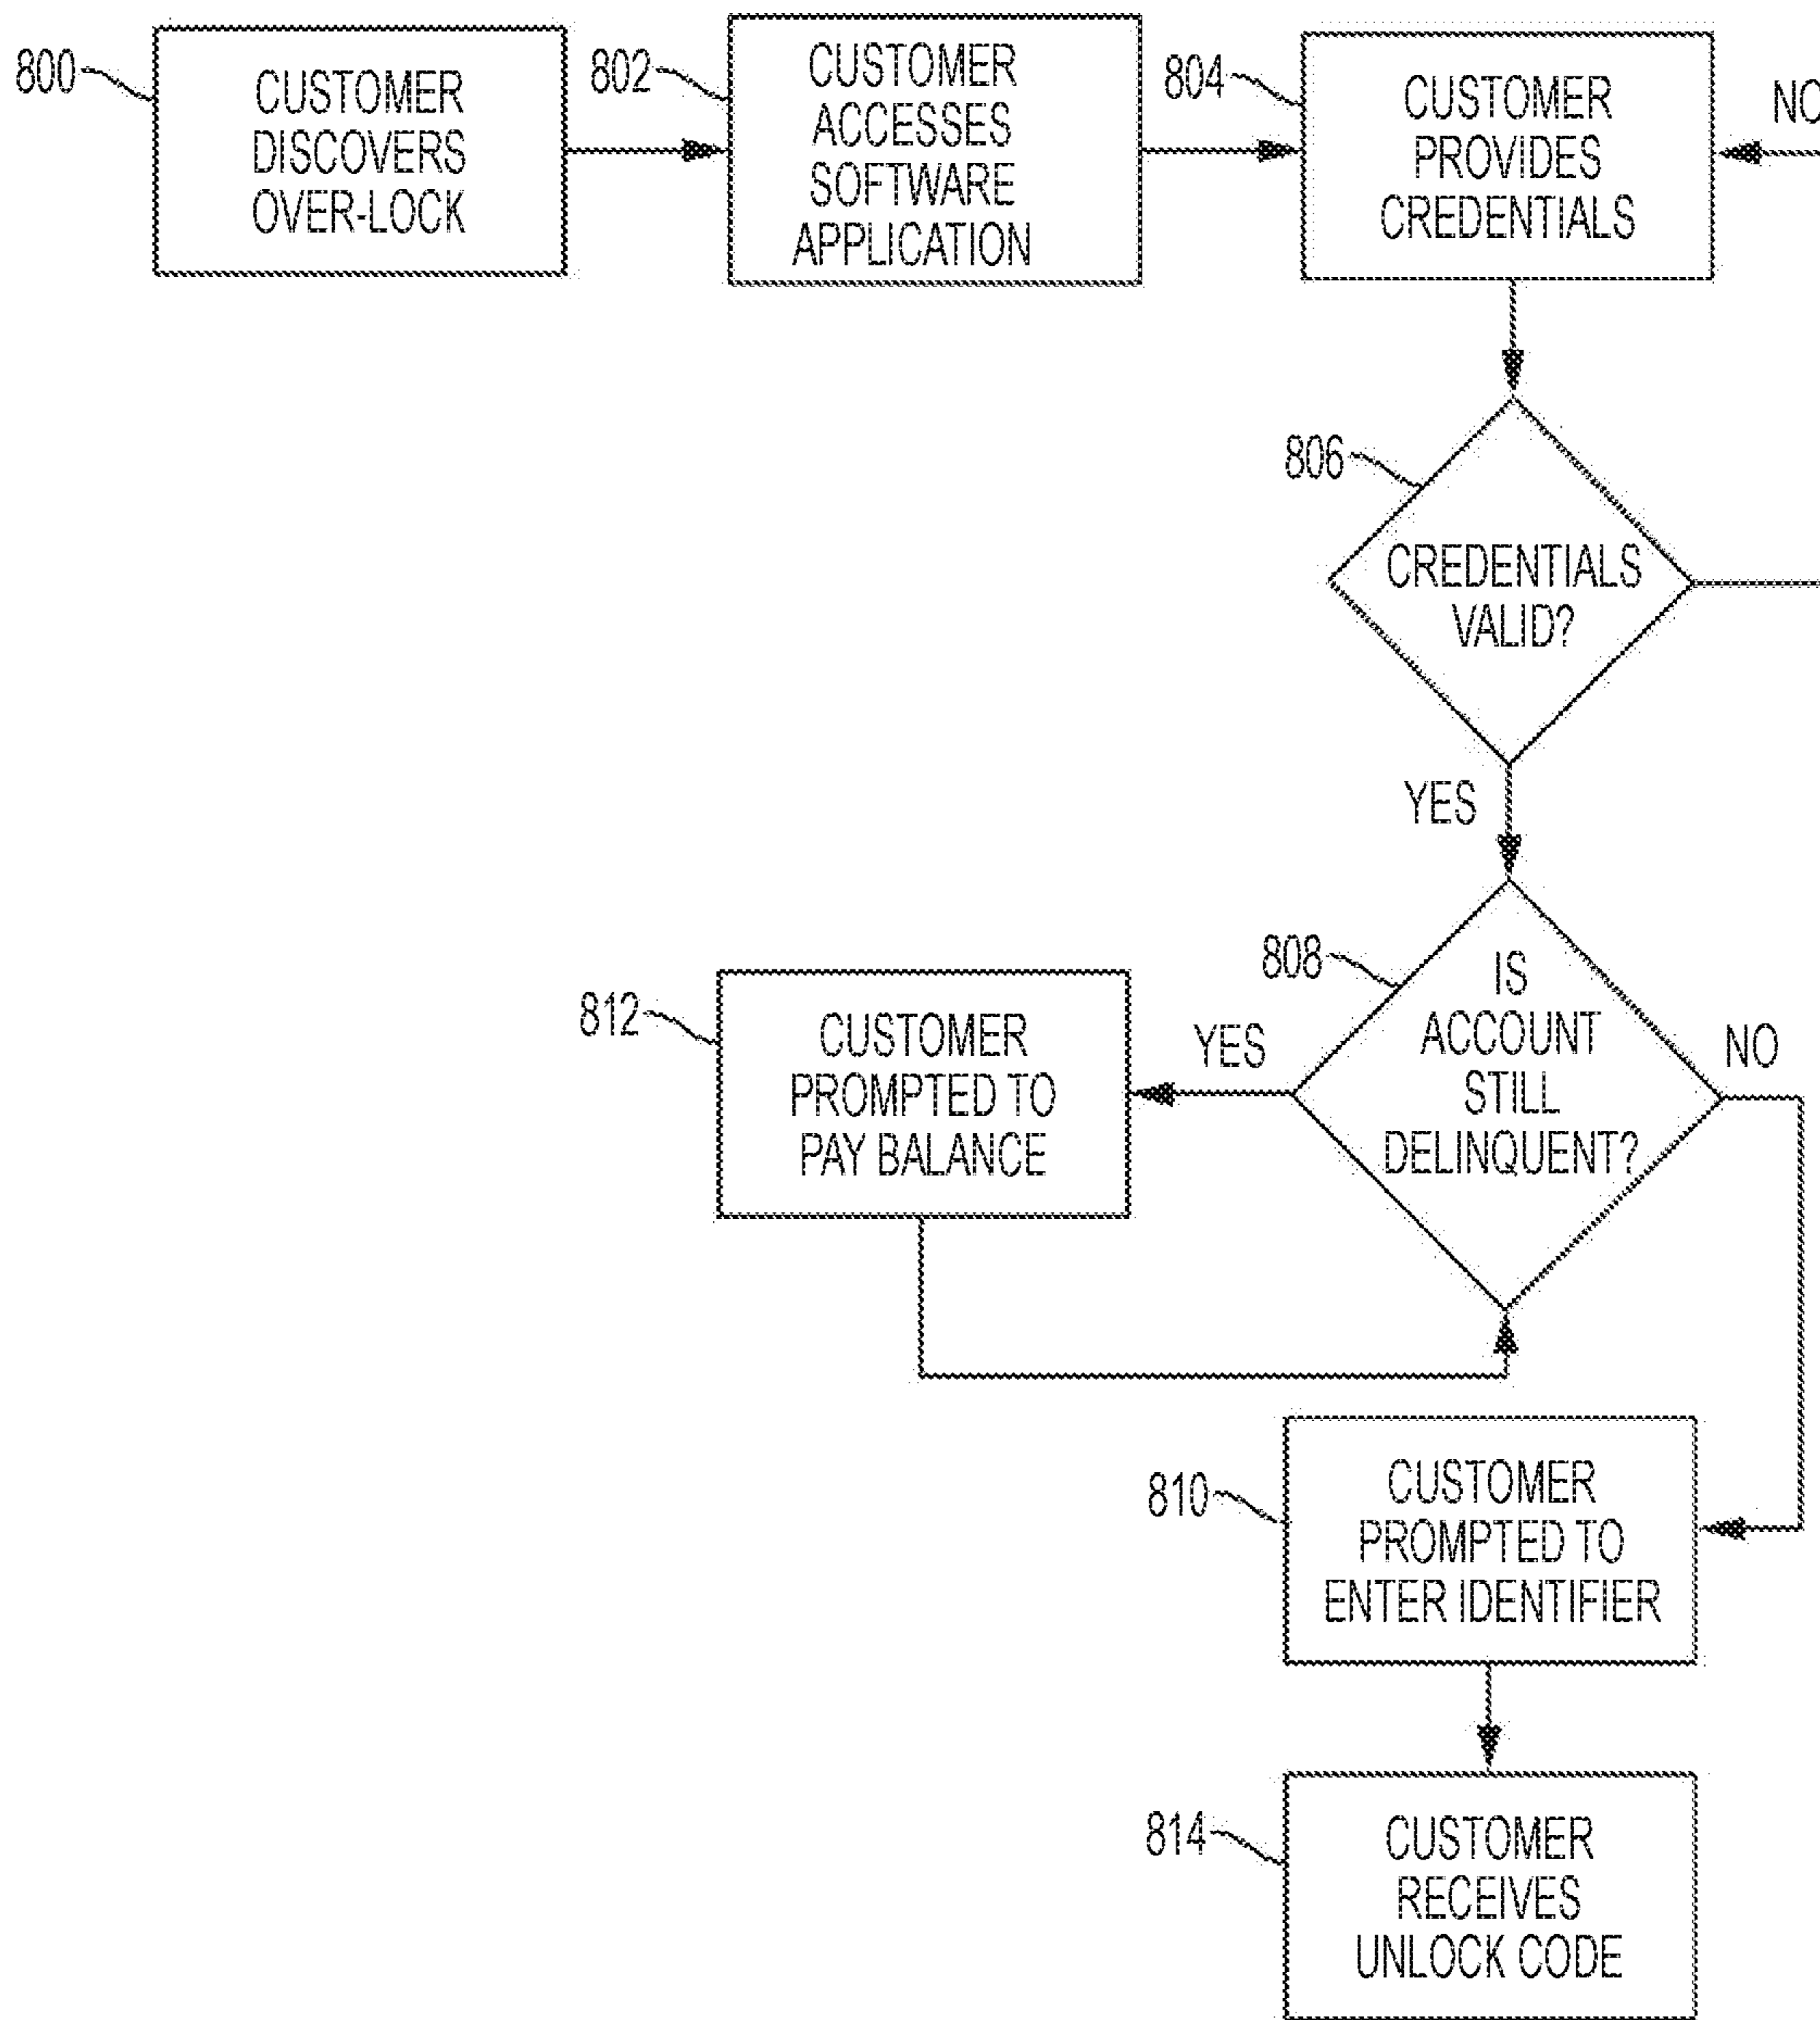 800
CUSTOMER
DISCOVERS
OVER-LOCK
802
CUSTOMER
ACCESSES
SOFTWARE
APPLICATION
804
CUSTOMER
PROVIDES
CREDENTIALS
NO
806
CREDENTIALS
VALID?
YES
808
IS
ACCOUNT
STILL
DELINQUENT?
YES
NO
812
CUSTOMER
PROMPTED TO
PAY BALANCE
810
CUSTOMER
PROMPTED TO
ENTER IDENTIFIER
814
CUSTOMER
RECEIVES
UNLOCK CODE